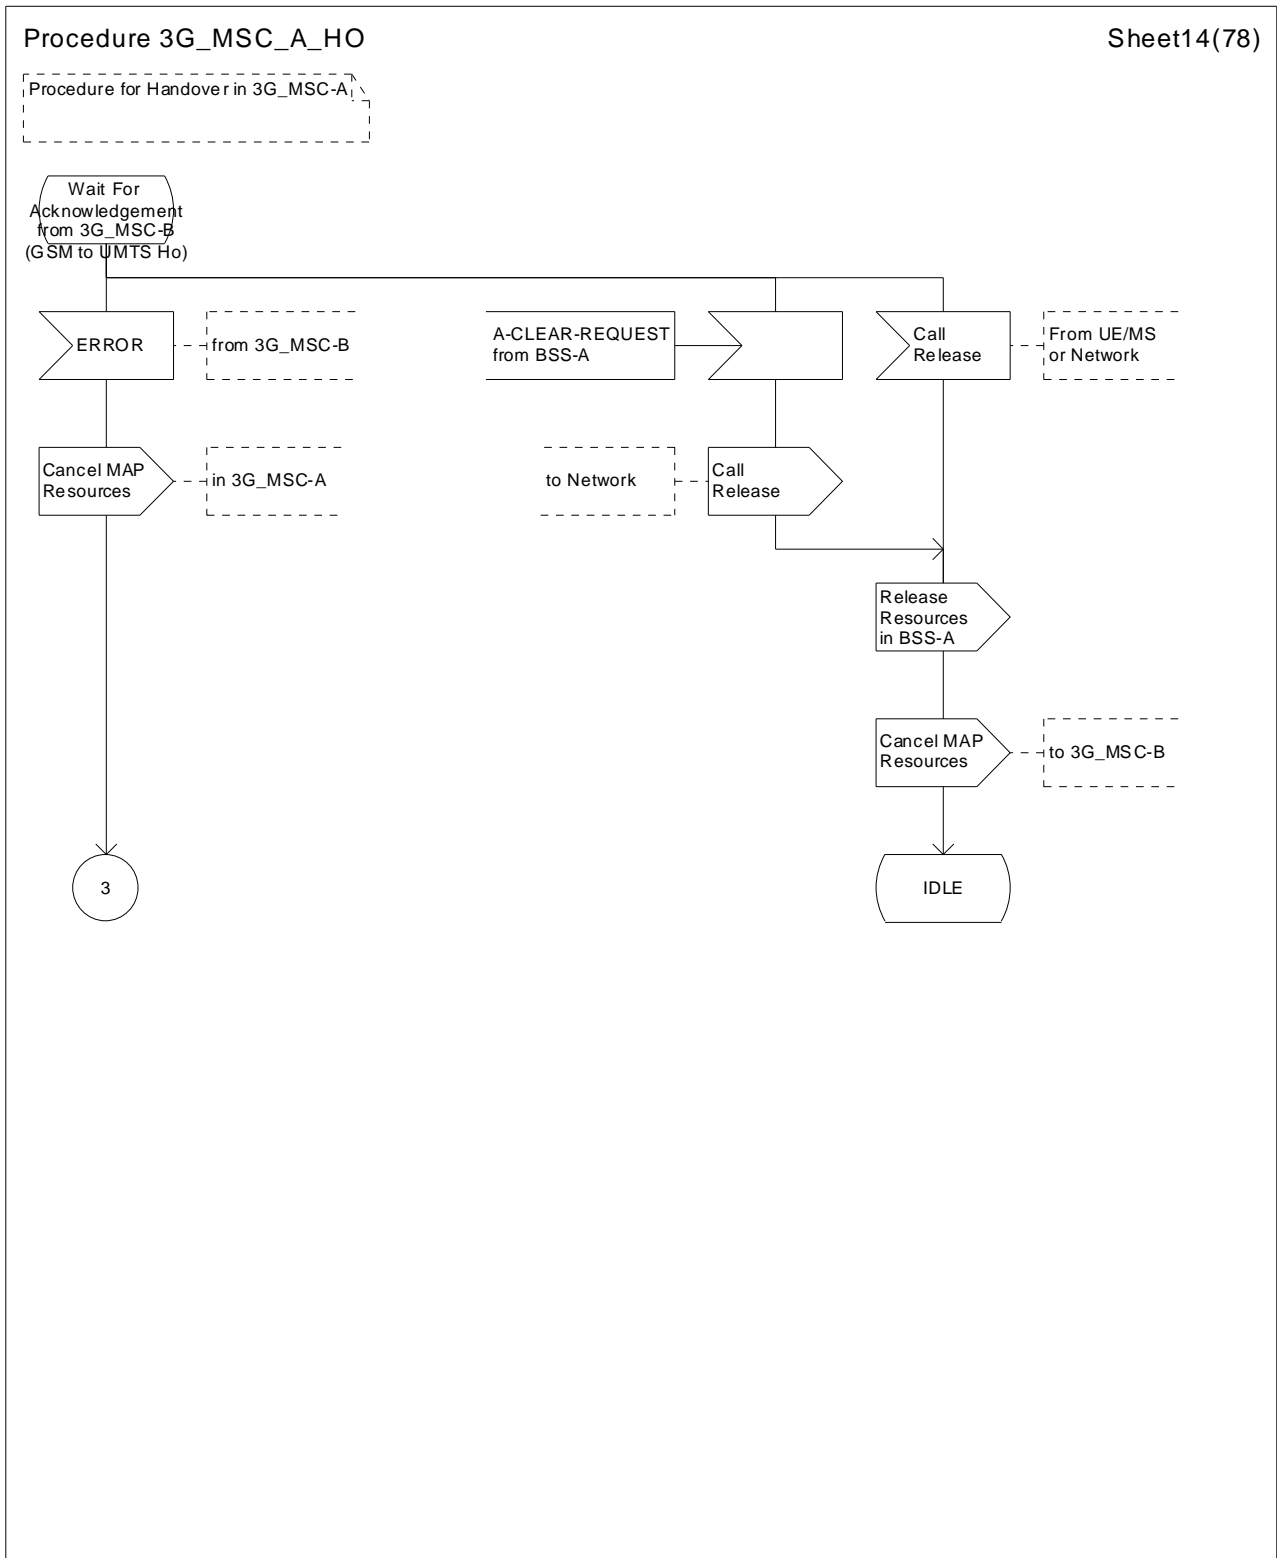 Procedure 3G_MSC_A_HO
Sheet14(78)
Procedure for Handover in 3G_MSC-A
Wait For
Acknowledgement
from 3G_MSC-B
(GSM to UMTS Ho)
ERROR
from 3G_MSC-B
A-CLEAR-REQUEST
from BSS-A
Call
Release
From UE/MS
or Network
Cancel MAP
Resources
in 3G_MSC-A
to Network
Call
Release
Release
Resources
in BSS-A
Cancel MAP
Resources
to 3G_MSC-B
3
IDLE